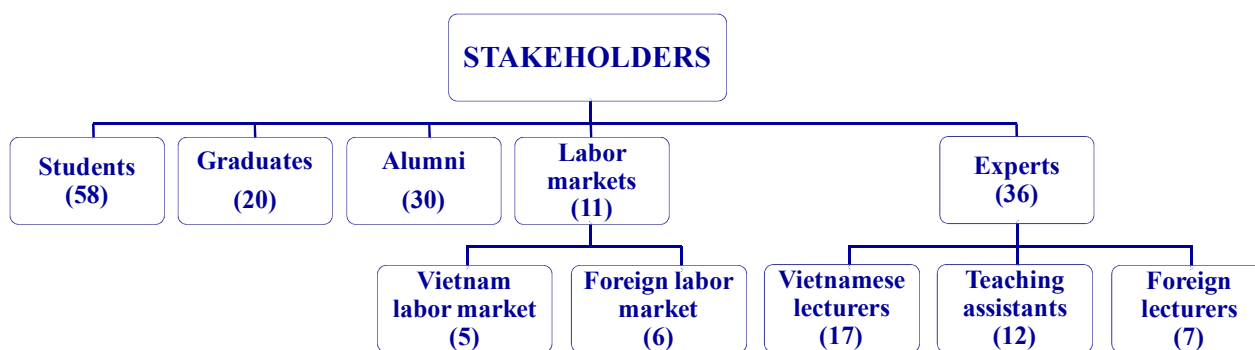 STAKEHOLDERS
Students
(58)
Graduates
(20)
Alumni
(30)
Labor
markets
(11)
Experts
(36)
Vietnam
labor market
(5)
Foreign labor
market
(6)
Vietnamese
lecturers
(17)
Teaching
assistants
(12)
Foreign
lecturers
(7)